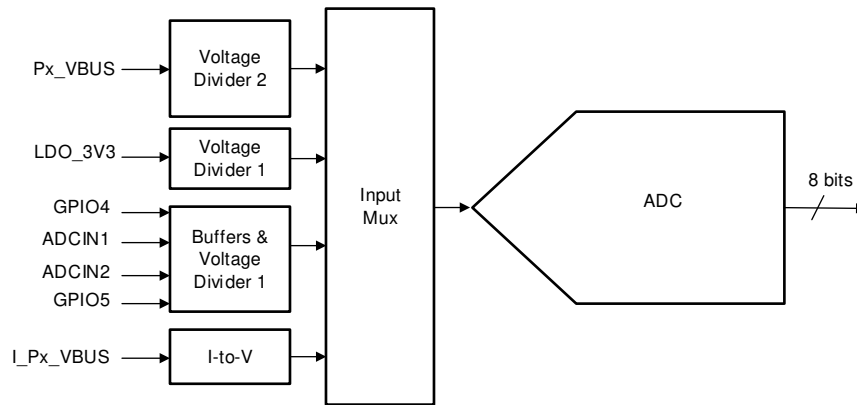 Px_VBUS
Voltage
Divider 2
LDO_3V3
Voltage
Divider 1
GPIO4
ADCIN1
ADCIN2
GPIO5
Buffers &
Voltage
Divider 1
I_Px_VBUS
I-to-V
Input
Mux
ADC
8 bits